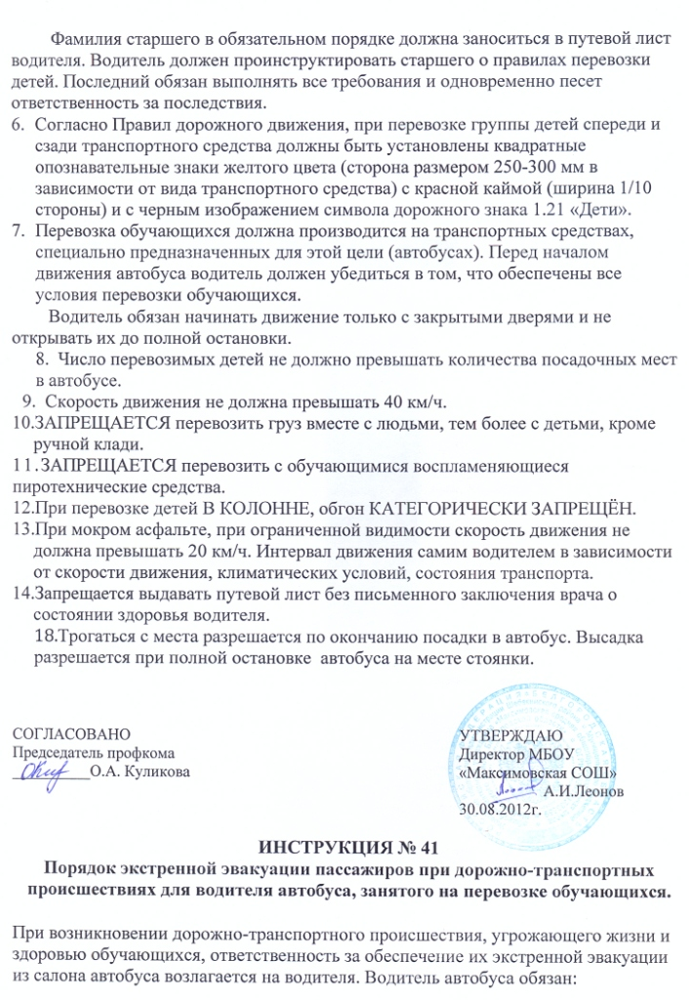 Фамилия старшего в обязательном порядке должна заноситься в путевой лист
водителя. Водитель должен проинструктировать старшего о правилах перевозки
детей. Последний обязан выполнять все требования и одновременно песет
ответственность за последствия.
6. Согласно Правил дорожного движения, при перевозке группы детей спереди и
сзади транспортного средства должны быть установлены квадратные
опознавательные знаки желтого цвета (сторона размером 250-300 мм в
зависимости от вида транспортного средства) с красной каймой (ширина 1/10
стороны) и с черным изображением символа дорожного знака 1.21 «Дети».
7. Перевозка обучающихся должна производится на транспортных средствах,
специально предназначенных для этой цели (автобусах). Перед началом
движения автобуса водитель должен убедиться в том, что обеспечены все
условия перевозки обучающихся.
Водитель обязан начинать движение только с закрытыми дверями и не
открывать их до полной остановки.
8. Число перевозимых детей не должно превышать количества посадочных мест
в автобусе.
9. Скорость движения не должна превышать 40 км/ч.
10.ЗАПРЕЩАЕТСЯ перевозить груз вместе с людьми, тем более с детьми, кроме
ручной клади.
11.ЗАПРЕЩАЕТСЯ перевозить с обучающимися воспламеняющиеся
пиротехнические средства.
12.При перевозке детей В КОЛОННЕ, обгон КАТЕГОРИЧЕСКИ ЗАПРЕЩЁН.
13.При мокром асфальте, при ограниченной видимости скорость движения не
должна превышать 20 км/ч. Интервал движения самим водителем в зависимости
от скорости движения, климатических условий, состояния транспорта.
14.Запрещается выдавать путевой лист без письменного заключения врача о
состоянии здоровья водителя.
18.Трогаться с места разрешается по окончанию посадки в автобус. Высадка
разрешается при полной остановке автобуса на месте стоянки.
СОГЛАСОВАНО
Председатель профкома
О.А. Куликова
УТВЕРЖДАЮ
Директор МБОУ
«Максимовская СОШ»
А.И.Леонов
30.08.2012г.
ИНСТРУКЦИЯ № 41
Порядок экстренной эвакуации пассажиров при дорожно-транспортных
происшествиях для водителя автобуса, занятого на перевозке обучающихся.
При возникновении дорожно-транспортного происшествия, угрожающего жизни и
здоровью обучающихся, ответственность за обеспечение их экстренной эвакуации
из салона автобуса возлагается на водителя. Водитель автобуса обязан: